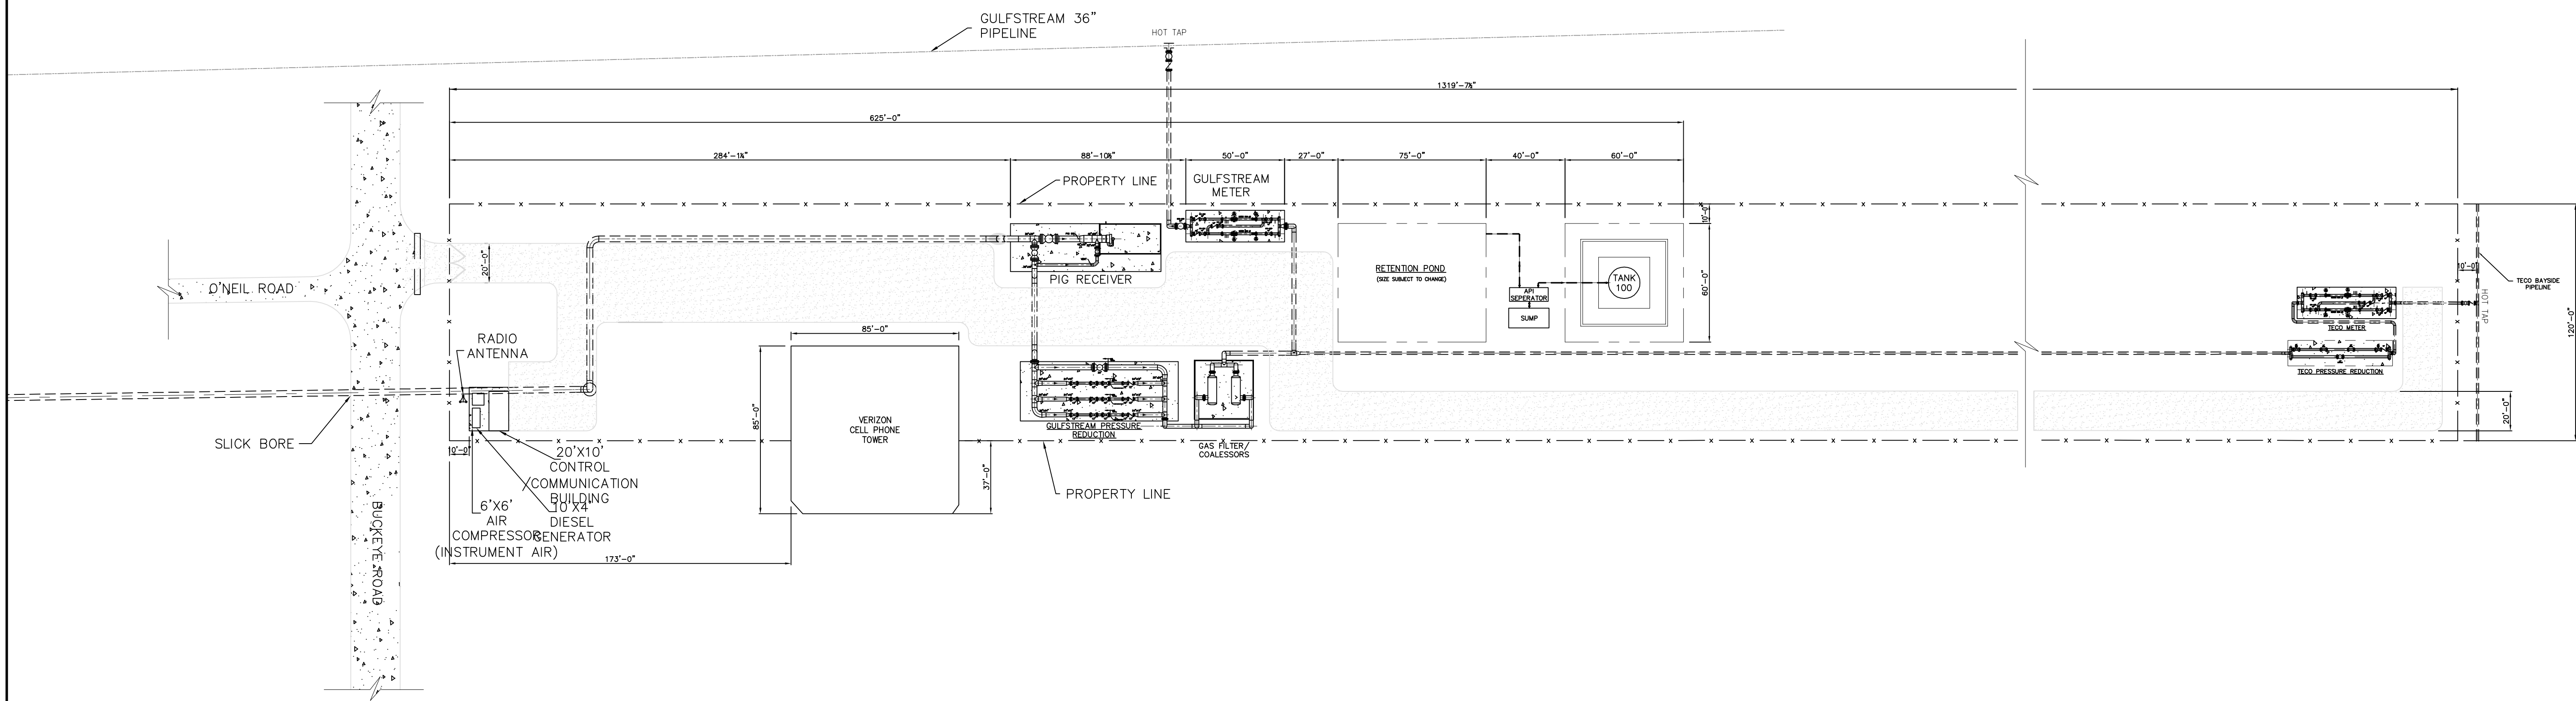 GULFSTREAM 36"
PIPELINE
HOT TAP
1319'-7⅞"
625'-0"
284'-1¼"
88'-10⅝"
50'-0"
27'-0"
75'-0"
40'-0"
60'-0"
PROPERTY LINE
GULFSTREAM
METER
10'-0"
20'-0"
O'NEIL ROAD
PIG RECEIVER
RETENTION POND
(SIZE SUBJECT TO CHANGE)
API
SEPERATOR
SUMP
TANK
100
60'-0"
10'-0"
TECO BAYSIDE
PIPELINE
HOT TAP
120'-0"
TECO METER
TECO PRESSURE REDUCTION
20'-0"
RADIO
ANTENNA
85'-0"
85'-0"
VERIZON
CELL PHONE
TOWER
GULFSTREAM PRESSURE
REDUCTION
GAS FILTER/
COALESSORS
SLICK BORE
10'-0"
20'X10'
CONTROL
/COMMUNICATION
BUILDING
37'-0"
PROPERTY LINE
6'X6'
AIR
COMPRESSOR
(INSTRUMENT AIR)
10'X4'
DIESEL
GENERATOR
BUCKEYE ROAD
173'-0"